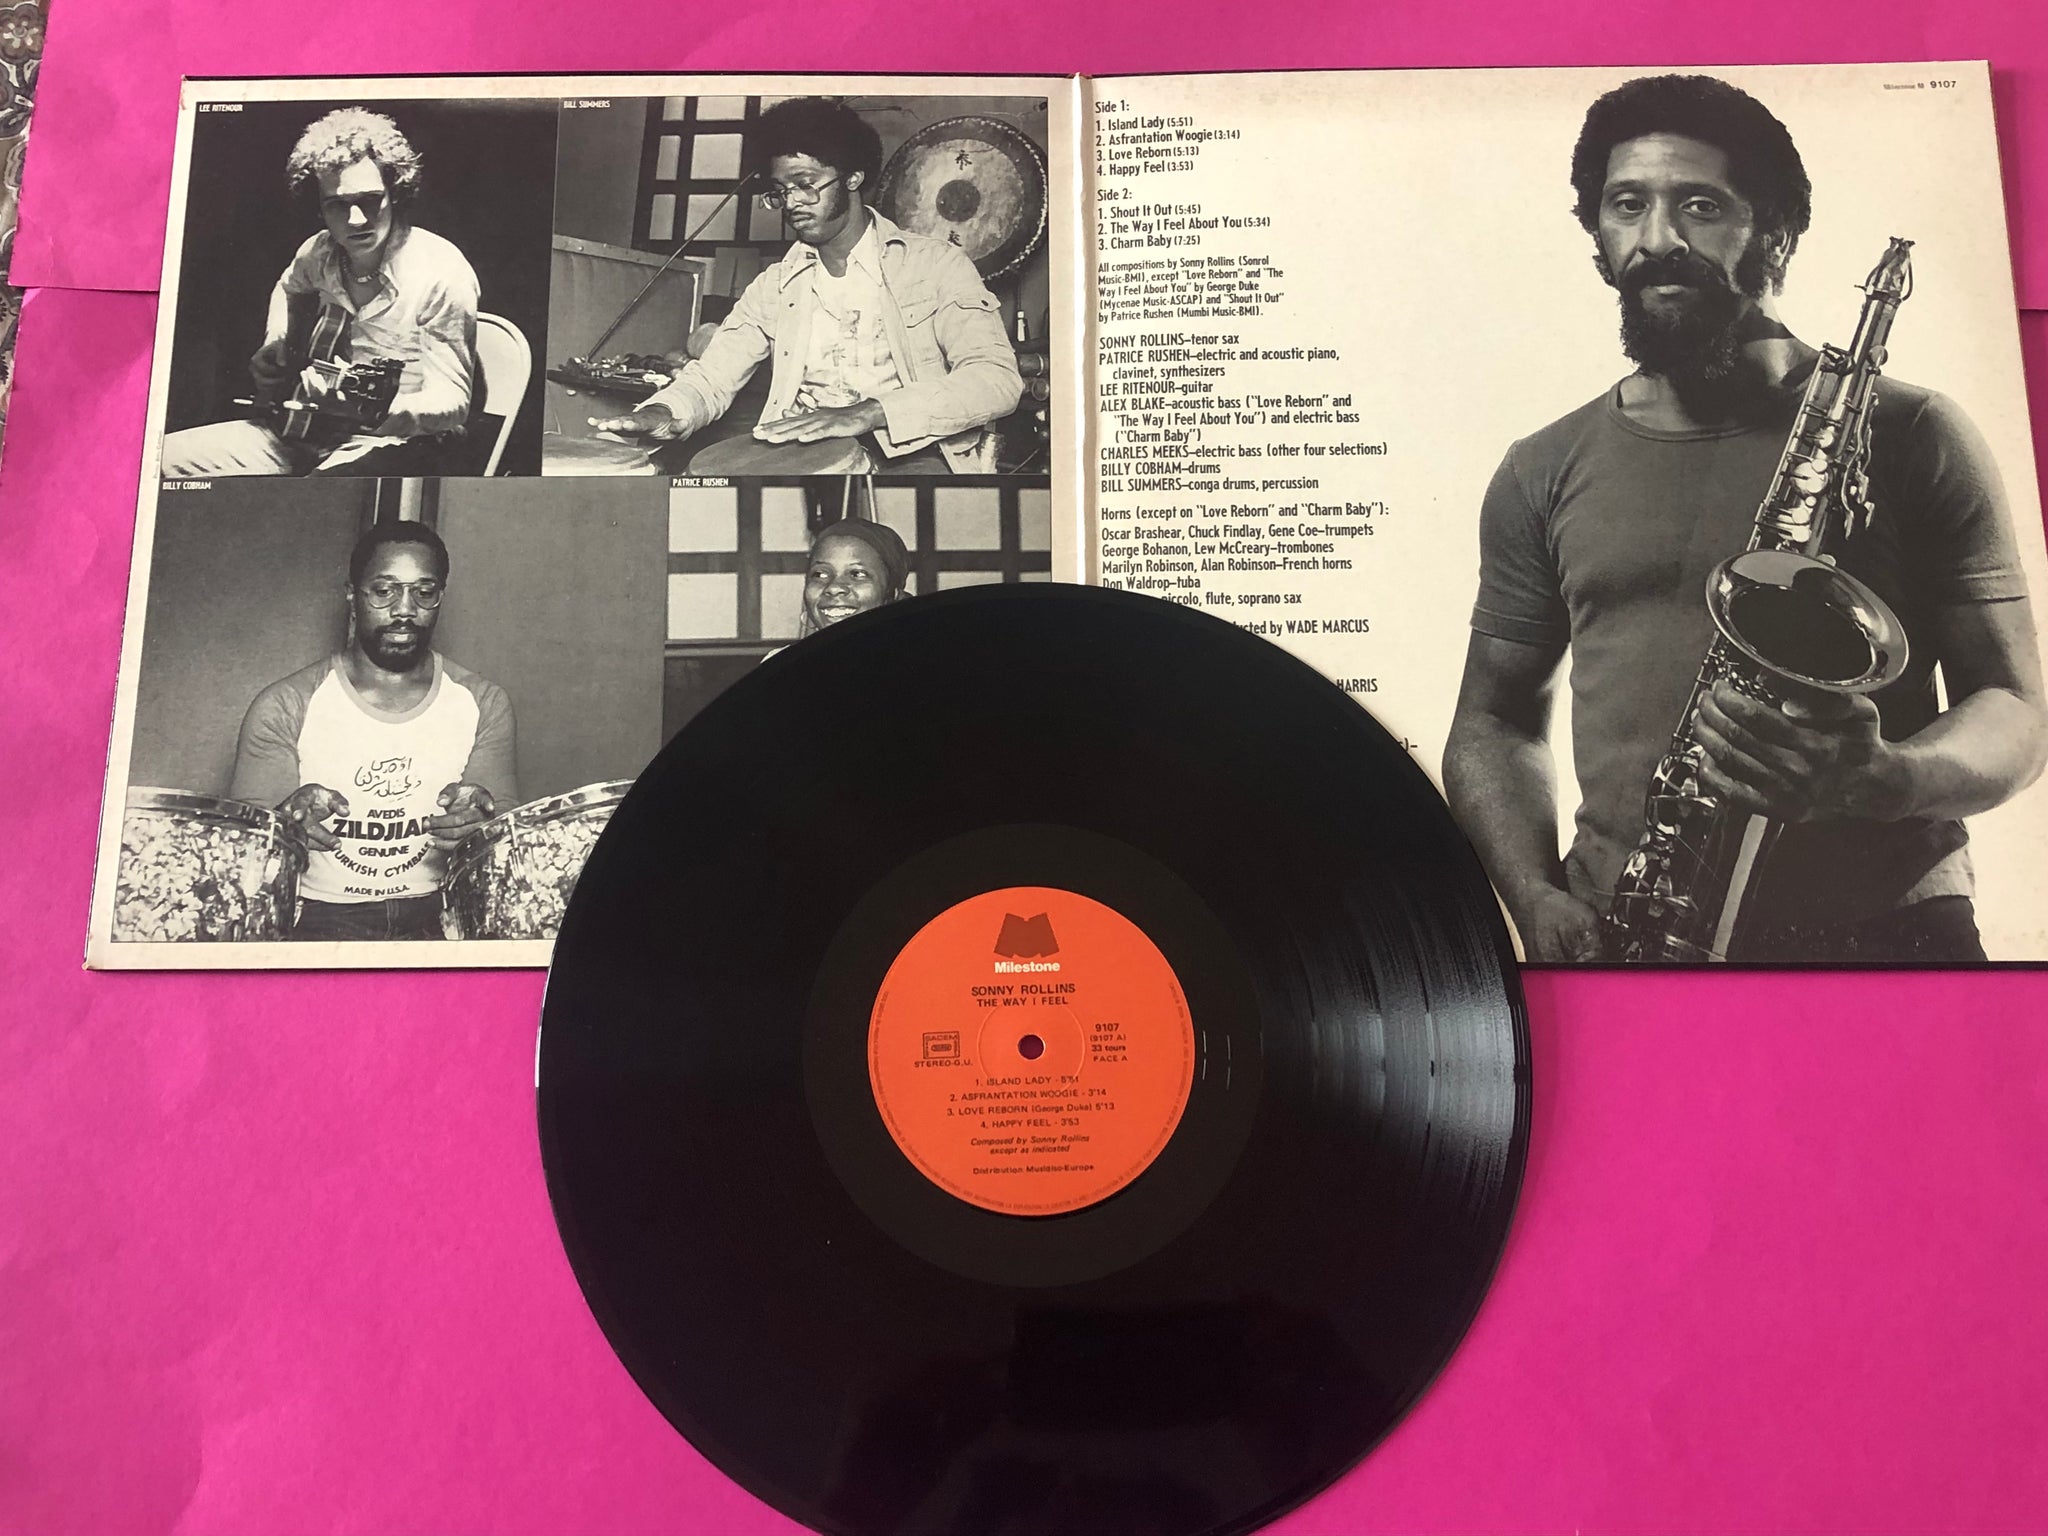 LEE RITENOUR
BILL SUMMERS
BILLY COBHAM
PATRICE RUSHEN
AVEDIS
ZILDJIAN
GENUINE
TURKISH CYMBALS
MADE IN U.S.A.
Milestone M 9107
Side 1:
1. Island Lady (5:51)
2. Asfrantation Woogie (3:14)
3. Love Reborn (5:13)
4. Happy Feel (3:53)
Side 2:
1. Shout It Out (5:45)
2. The Way I Feel About You (5:34)
3. Charm Baby (7:25)
All compositions by Sonny Rollins (Sonrol
Music-BMI), except "Love Reborn" and "The
Way I Feel About You" by George Duke
(Mycenae Music-ASCAP) and "Shout It Out"
by Patrice Rushen (Mumbi Music-BMI).
SONNY ROLLINS–tenor sax
PATRICE RUSHEN–electric and acoustic piano,
clavinet, synthesizers
LEE RITENOUR–guitar
ALEX BLAKE–acoustic bass ("Love Reborn" and
"The Way I Feel About You") and electric bass
("Charm Baby")
CHARLES MEEKS–electric bass (other four selections)
BILLY COBHAM–drums
BILL SUMMERS–conga drums, percussion
Horns (except on "Love Reborn" and "Charm Baby"):
Oscar Brashear, Chuck Findlay, Gene Coe–trumpets
George Bohanon, Lew McCreary–trombones
Marilyn Robinson, Alan Robinson–French horns
Don Waldrop–tuba
piccolo, flute, soprano sax
by WADE MARCUS
HARRIS
Milestone
SONNY ROLLINS
THE WAY I FEEL
SACEM
STEREO-G.U.
9107
(9107 A)
33 tours
FACE A
1. ISLAND LADY - 5'51
2. ASFRANTATION WOOGIE - 3'14
3. LOVE REBORN (George Duke) 5'13
4. HAPPY FEEL - 3'53
Composed by Sonny Rollins
except as indicated
Distribution Musidisc-Europe